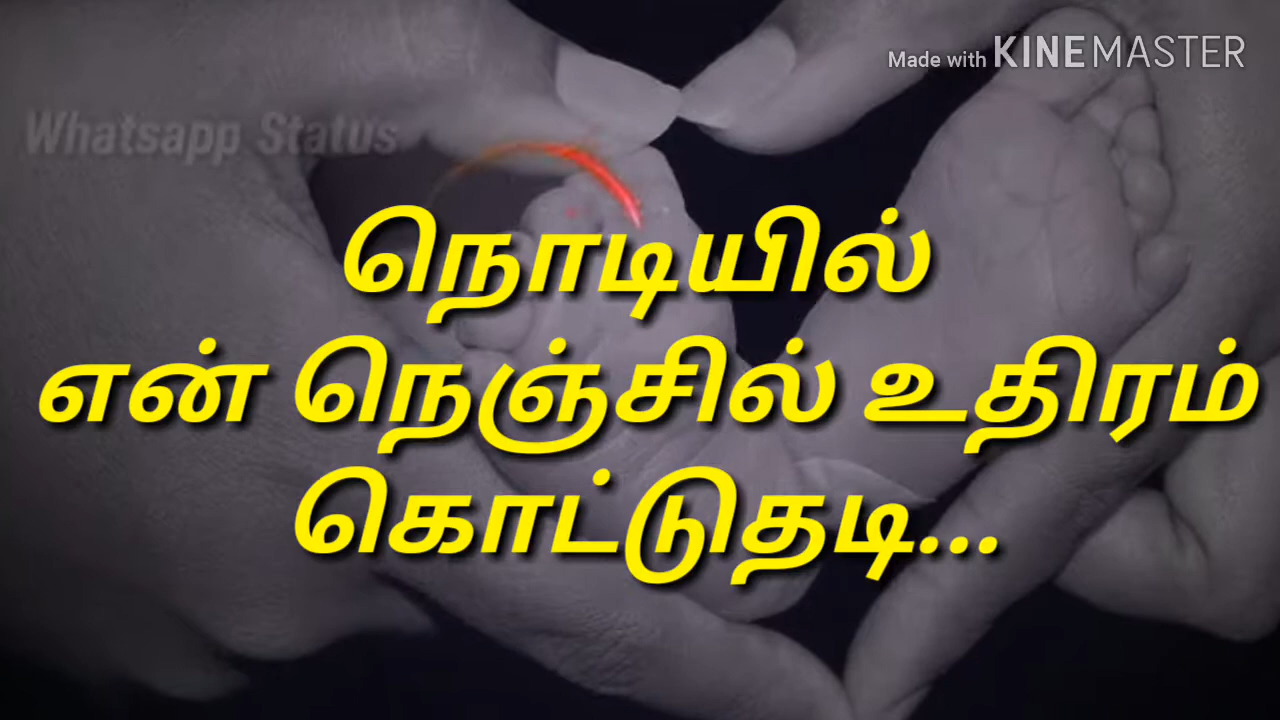 Made with KINEMASTER
Whatsapp Status
நொடியில்
என் நெஞ்சில் உதிரம்
கொட்டுதடி...